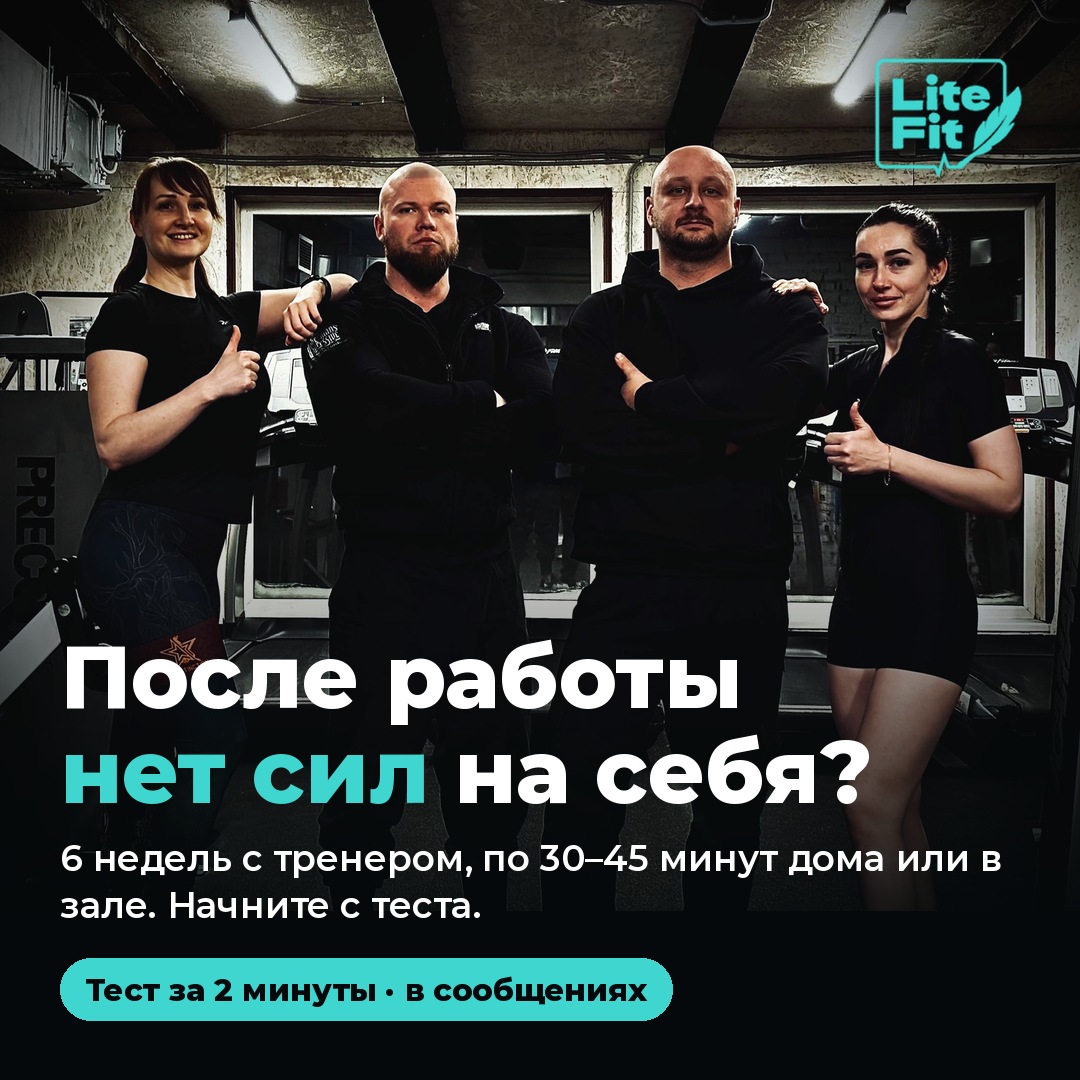 Lite
Fit
PREC
После работы
нет сил на себя?
6 недель с тренером, по 30–45 минут дома или в
зале. Начните с теста.
Тест за 2 минуты · в сообщениях